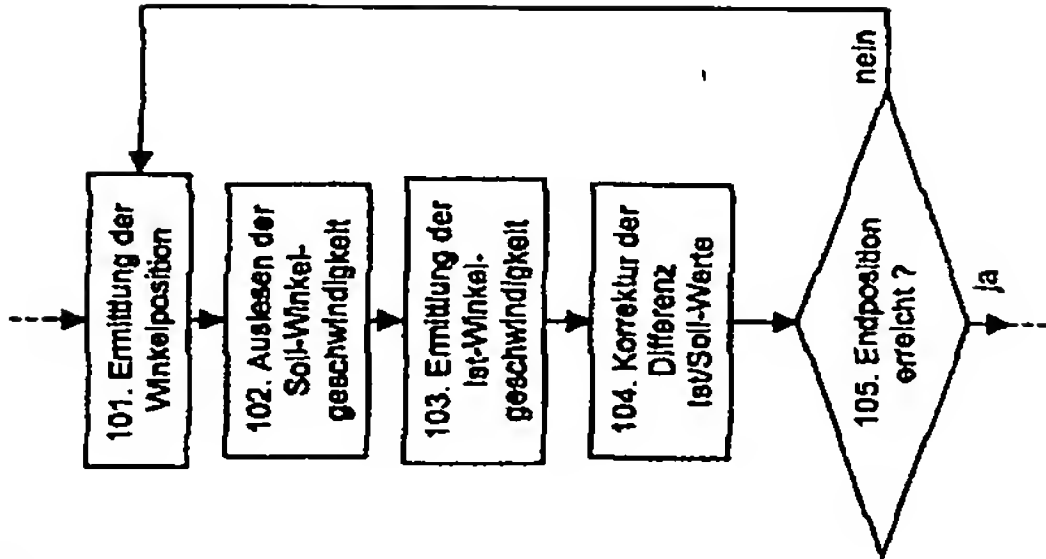 101. Ermittlung der
Winkelposition
102. Auslesen der
Soll-Winkel-
geschwindigkeit
103. Ermittlung der
Ist-Winkel-
geschwindigkeit
104. Korrektur der
Differenz
Ist/Soll-Werte
105. Endposition
erreicht ?
nein
ja